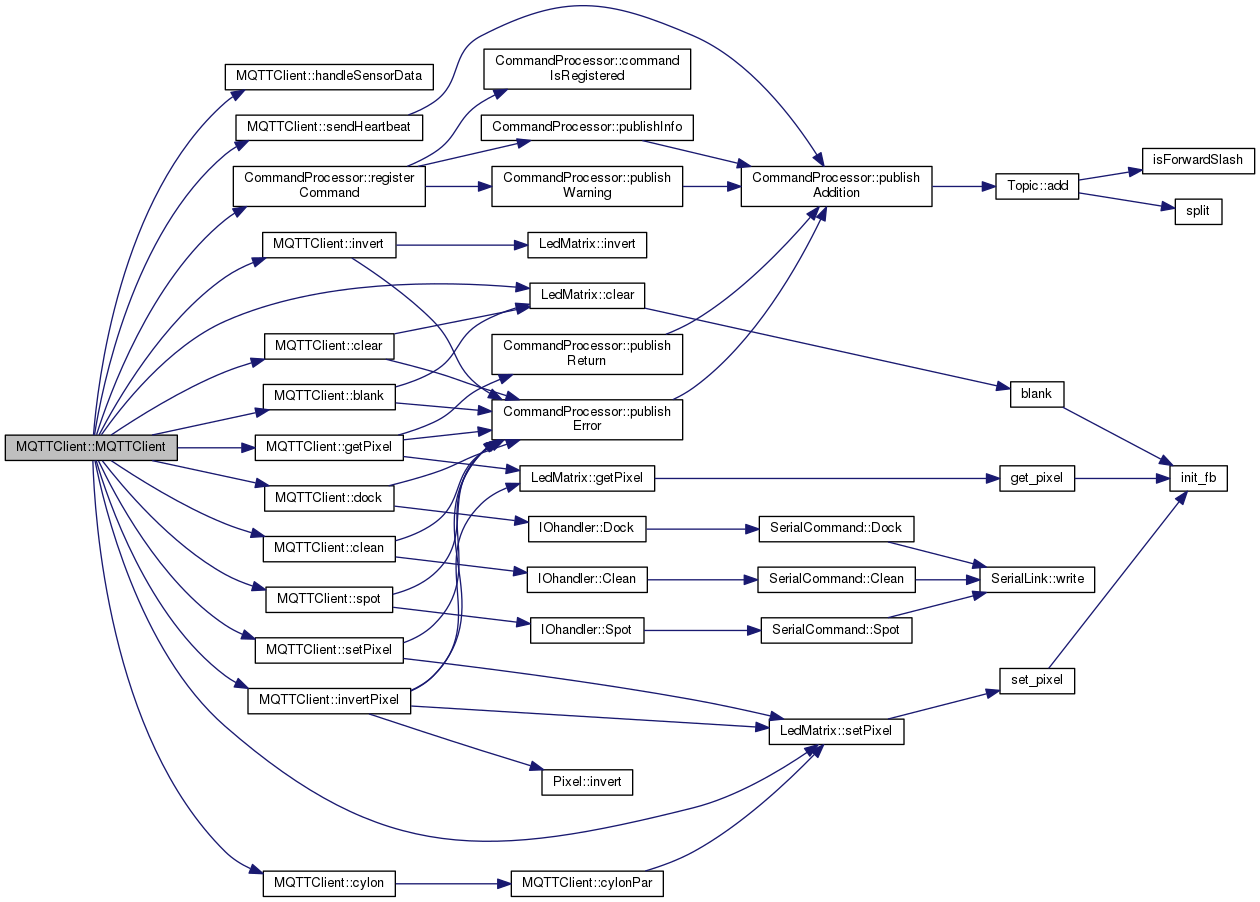 MQTTClient::MQTTClient
MQTTClient::handleSensorData
MQTTClient::sendHeartbeat
CommandProcessor::register
Command
MQTTClient::invert
MQTTClient::clear
MQTTClient::blank
MQTTClient::getPixel
MQTTClient::dock
MQTTClient::clean
MQTTClient::spot
MQTTClient::setPixel
MQTTClient::invertPixel
MQTTClient::cylon
CommandProcessor::command
IsRegistered
CommandProcessor::publishInfo
CommandProcessor::publish
Warning
LedMatrix::invert
LedMatrix::clear
CommandProcessor::publish
Return
CommandProcessor::publish
Error
LedMatrix::getPixel
IOhandler::Dock
IOhandler::Clean
IOhandler::Spot
Pixel::invert
MQTTClient::cylonPar
CommandProcessor::publish
Addition
SerialCommand::Dock
SerialCommand::Clean
SerialCommand::Spot
LedMatrix::setPixel
Topic::add
blank
get_pixel
SerialLink::write
set_pixel
isForwardSlash
split
init_fb